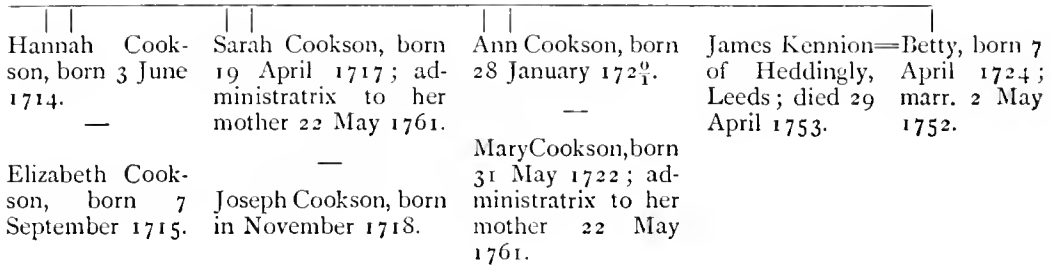 Hannah Cook-
son, born 3 June
1714.
—
Elizabeth Cook-
son, born 7
September 1715.
Sarah Cookson, born
19 April 1717; ad-
ministratrix to her
mother 22 May 1761.
—
Joseph Cookson, born
in November 1718.
Ann Cookson, born
28 January 172⁰⁄₁.
—
Mary Cookson, born
31 May 1722; ad-
ministratrix to her
mother 22 May
1761.
James Kennion=
of Heddingly,
Leeds; died 29
April 1753.
Betty, born 7
April 1724;
marr. 2 May
1752.